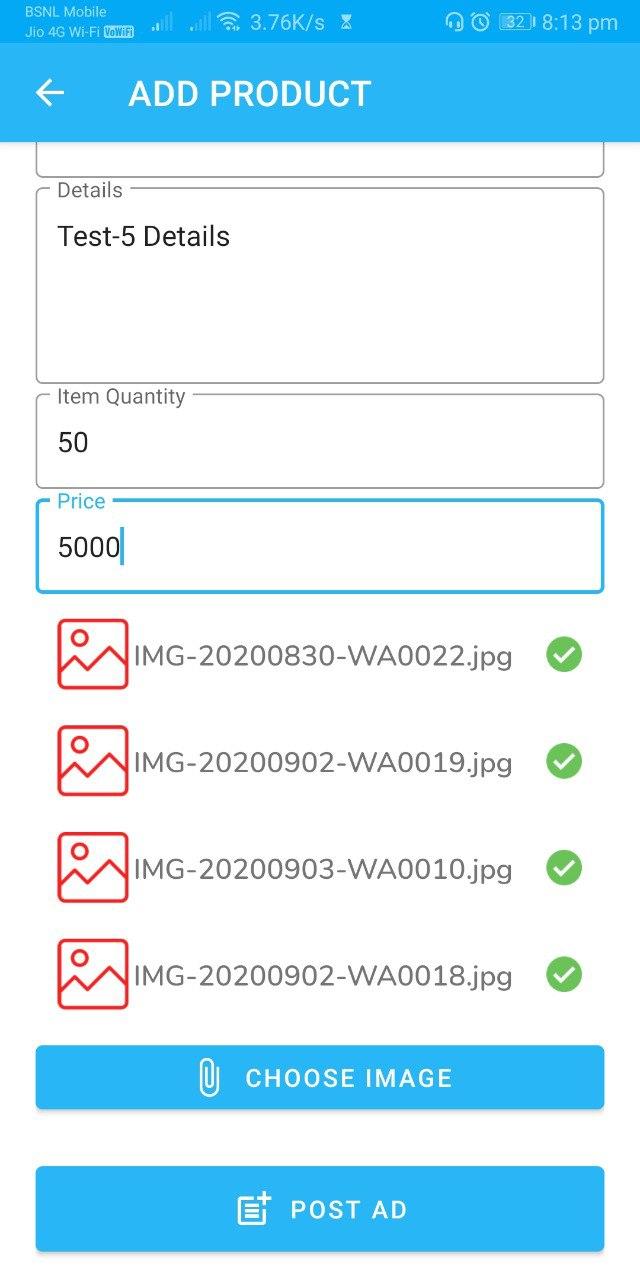 BSNL Mobile
Jio 4G Wi-Fi VoWiFi 3.76K/s 32 8:13 pm
ADD PRODUCT
Details
Test-5 Details
Item Quantity
50
Price
5000
IMG-20200830-WA0022.jpg
IMG-20200902-WA0019.jpg
IMG-20200903-WA0010.jpg
IMG-20200902-WA0018.jpg
CHOOSE IMAGE
POST AD